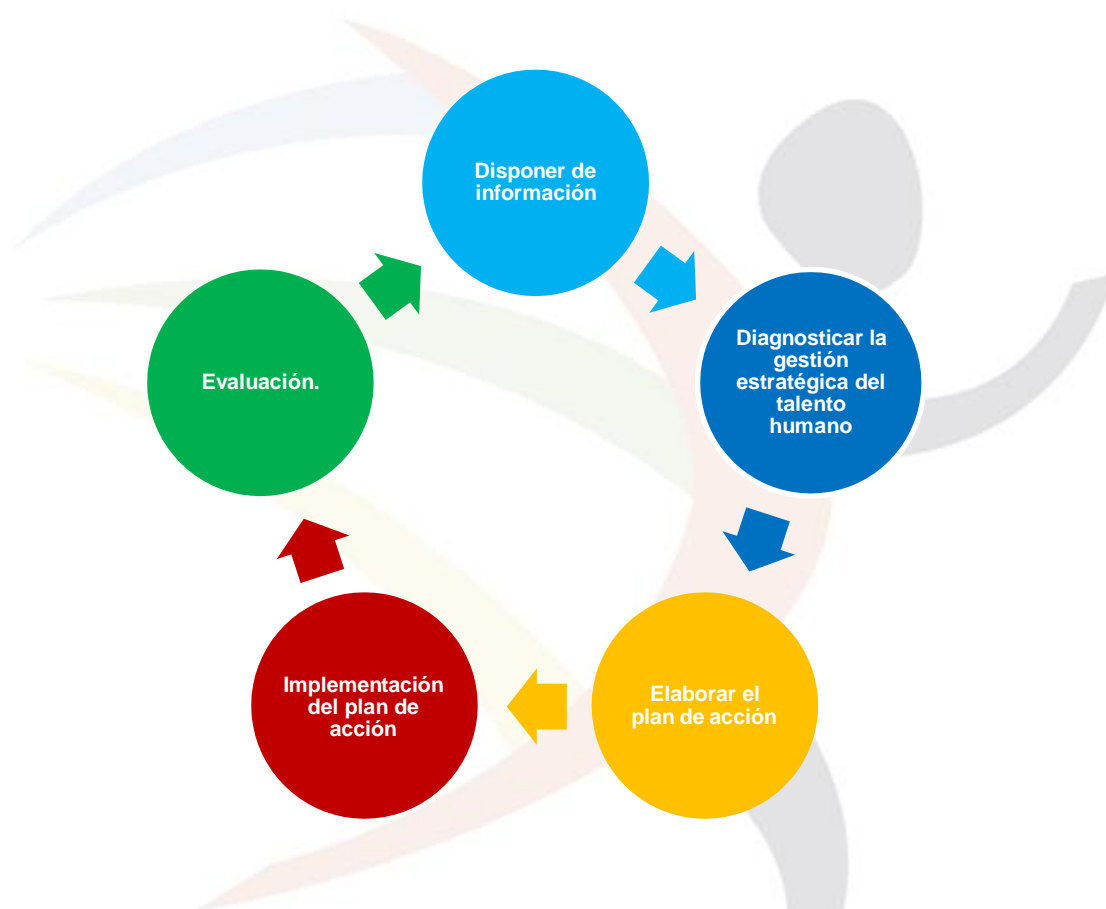 Disponer de
información
Diagnosticar la
gestión
estratégica del
talento
humano
Elaborar el
plan de acción
Implementación
del plan de
acción
Evaluación.